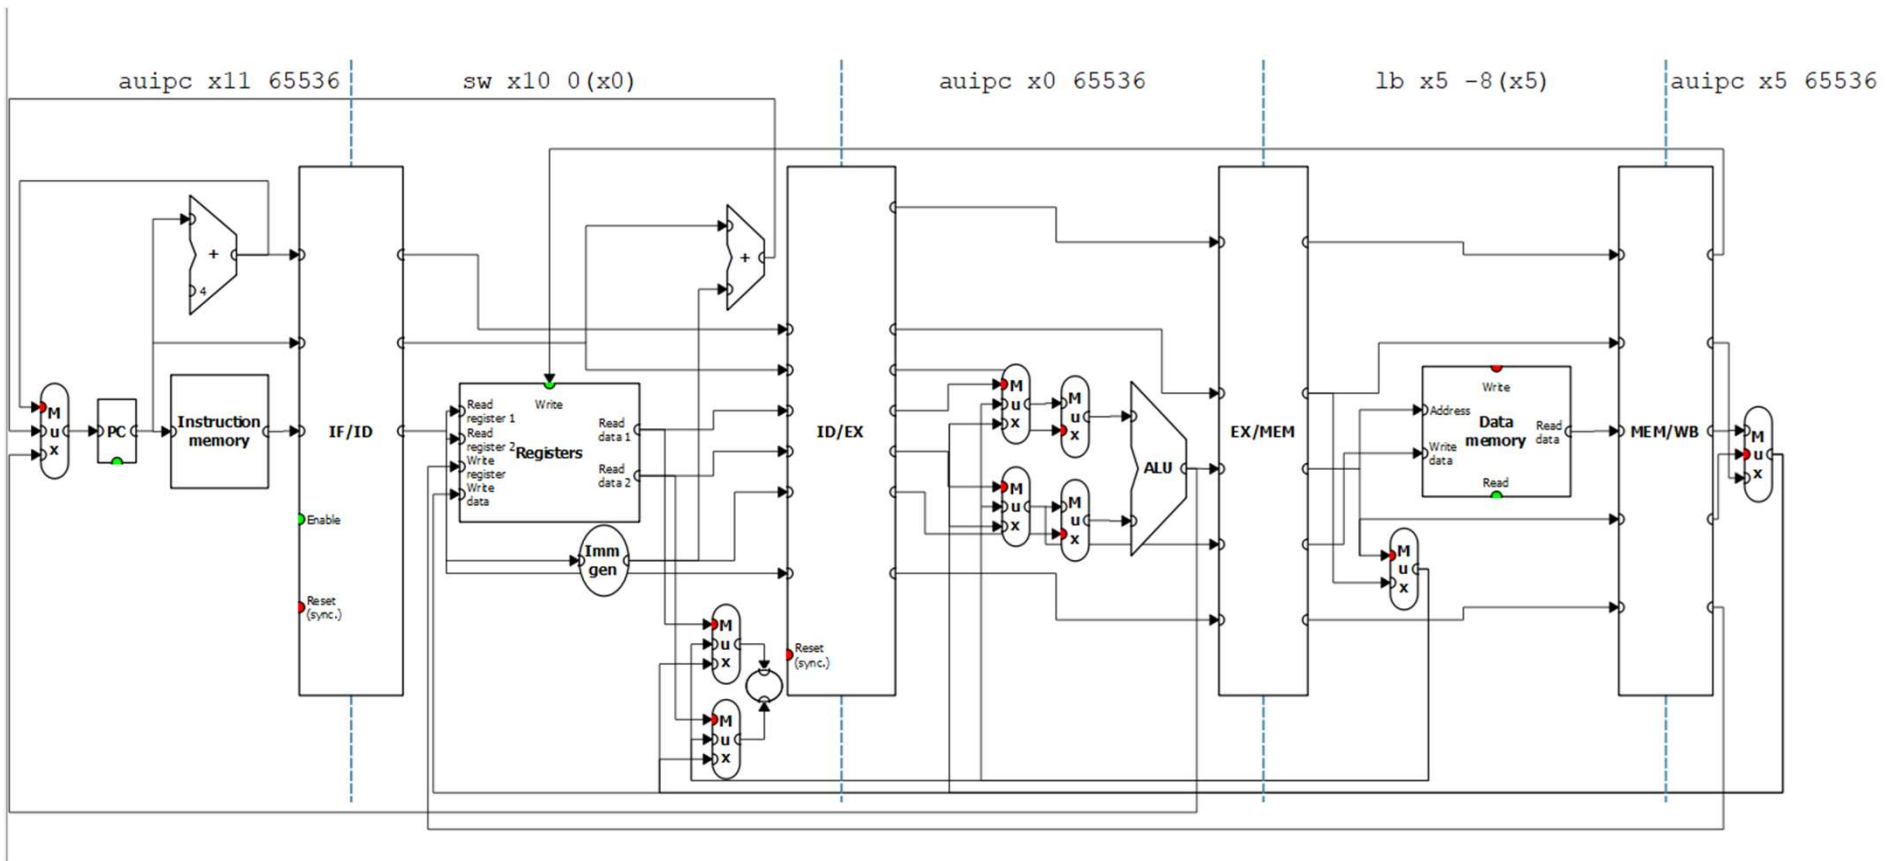 auipc x11 65536
sw x10 0(x0)
auipc x0 65536
lb x5 -8(x5)
auipc x5 65536
+
4
+
M
u
x
PC
Instruction
memory
IF/ID
Enable
Reset
(sync.)
Read
register 1
Read
register 2
Write
register
Write
data
Write
Registers
Read
data 1
Read
data 2
Imm
gen
M
u
x
M
u
x
ID/EX
Reset
(sync.)
M
u
x
M
u
x
M
u
x
M
u
x
ALU
EX/MEM
Write
Address
Data
memory
Write
data
Read
data
Read
M
u
x
MEM/WB
M
u
x